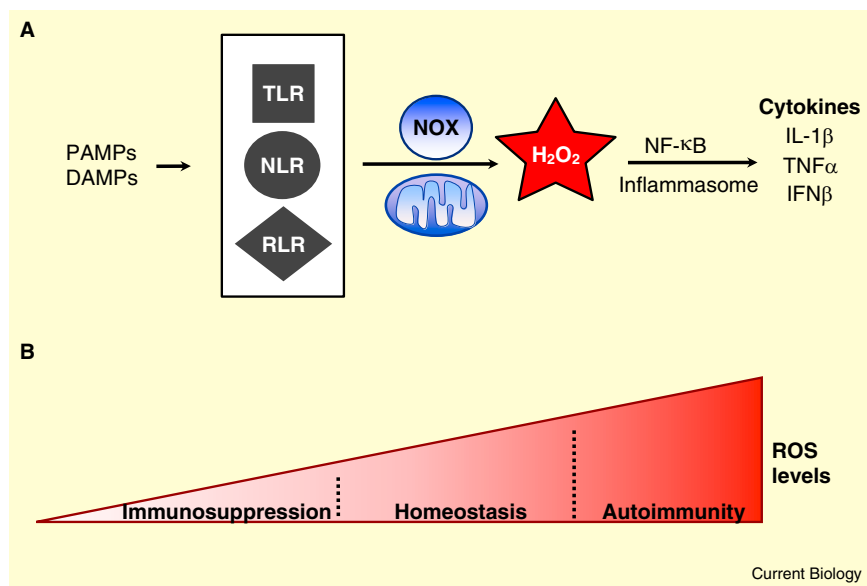 A
PAMPs
DAMPs
TLR
NLR
RLR
NOX
H₂O₂
NF-κB
Inflammasome
Cytokines
IL-1β
TNFα
IFNβ
B
Immunosuppression
Homeostasis
Autoimmunity
ROS
levels
Current Biology